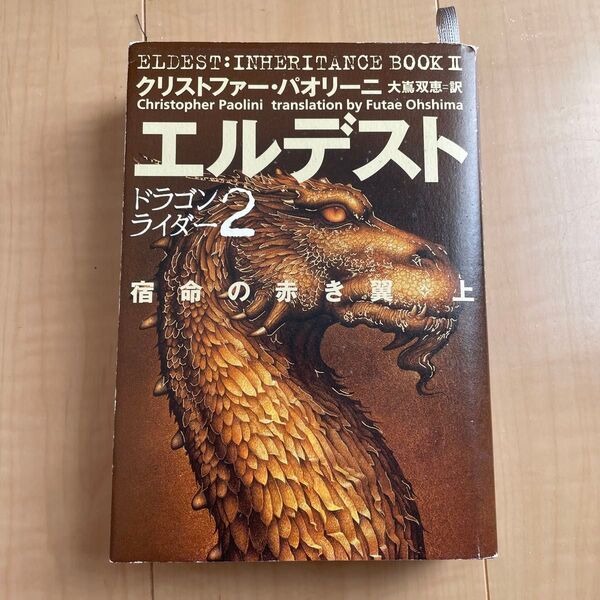 ELDEST:INHERITANCE BOOK II
クリストファー・パオリーニ 大嶌双恵=訳
Christopher Paolini translation by Futae Ohshima
エルデスト
ドラゴン
ライダー2
宿命の赤き翼・上